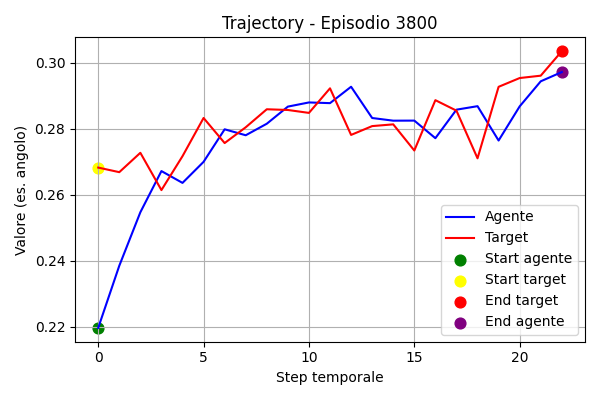 Trajectory - Episodio 3800
Valore (es. angolo)
0.30
0.28
0.26
0.24
0.22
0
5
10
15
20
Step temporale
Agente
Target
Start agente
Start target
End target
End agente